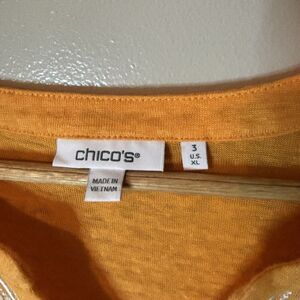 chico's®
3
U.S.
XL
MADE IN
VIETNAM